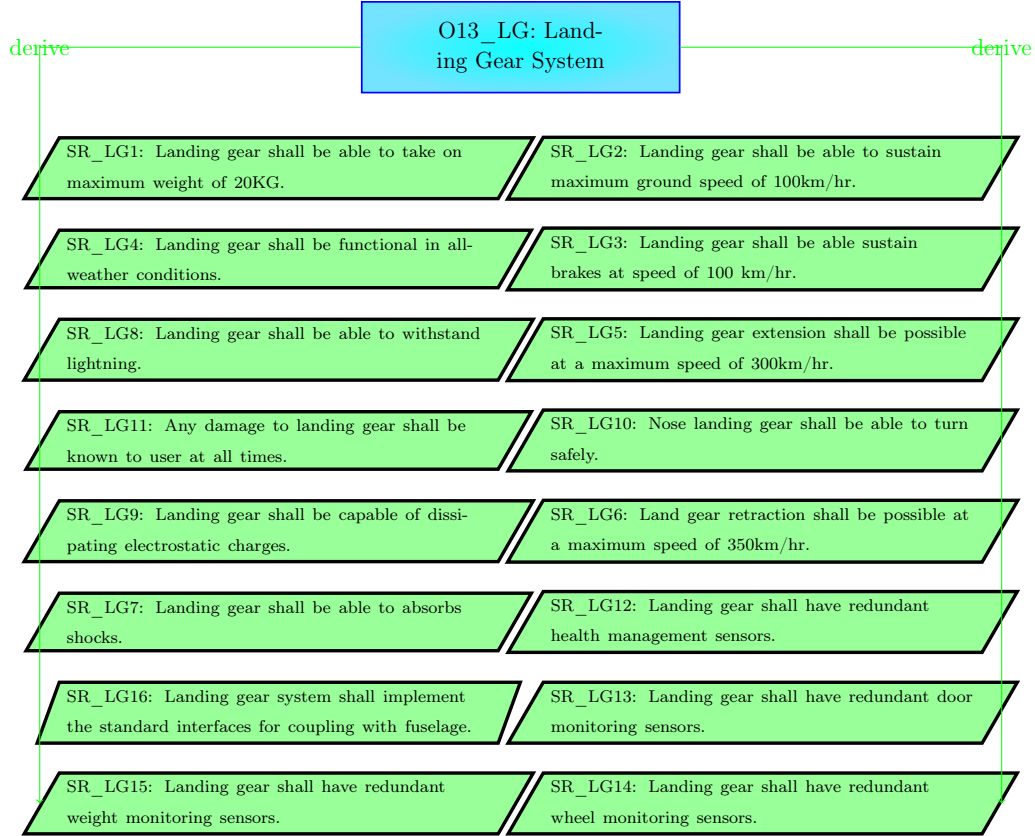 O13_LG: Land-
ing Gear System
derive
derive
SR_LG1: Landing gear shall be able to take on
maximum weight of 20KG.
SR_LG2: Landing gear shall be able to sustain
maximum ground speed of 100km/hr.
SR_LG4: Landing gear shall be functional in all-
weather conditions.
SR_LG3: Landing gear shall be able sustain
brakes at speed of 100 km/hr.
SR_LG8: Landing gear shall be able to withstand
lightning.
SR_LG5: Landing gear extension shall be possible
at a maximum speed of 300km/hr.
SR_LG11: Any damage to landing gear shall be
known to user at all times.
SR_LG10: Nose landing gear shall be able to turn
safely.
SR_LG9: Landing gear shall be capable of dissi-
pating electrostatic charges.
SR_LG6: Land gear retraction shall be possible at
a maximum speed of 350km/hr.
SR_LG7: Landing gear shall be able to absorbs
shocks.
SR_LG12: Landing gear shall have redundant
health management sensors.
SR_LG16: Landing gear system shall implement
the standard interfaces for coupling with fuselage.
SR_LG13: Landing gear shall have redundant door
monitoring sensors.
SR_LG15: Landing gear shall have redundant
weight monitoring sensors.
SR_LG14: Landing gear shall have redundant
wheel monitoring sensors.